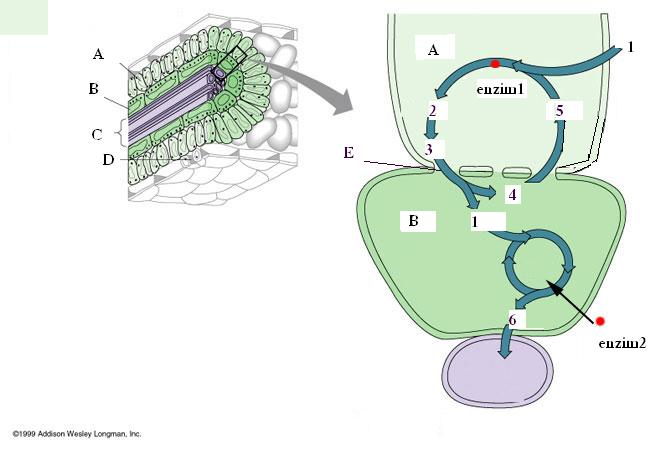 A
B
C
D
A
1
enzim1
2
5
3
E
4
B
1
6
enzim2
©1999 Addison Wesley Longman, Inc.